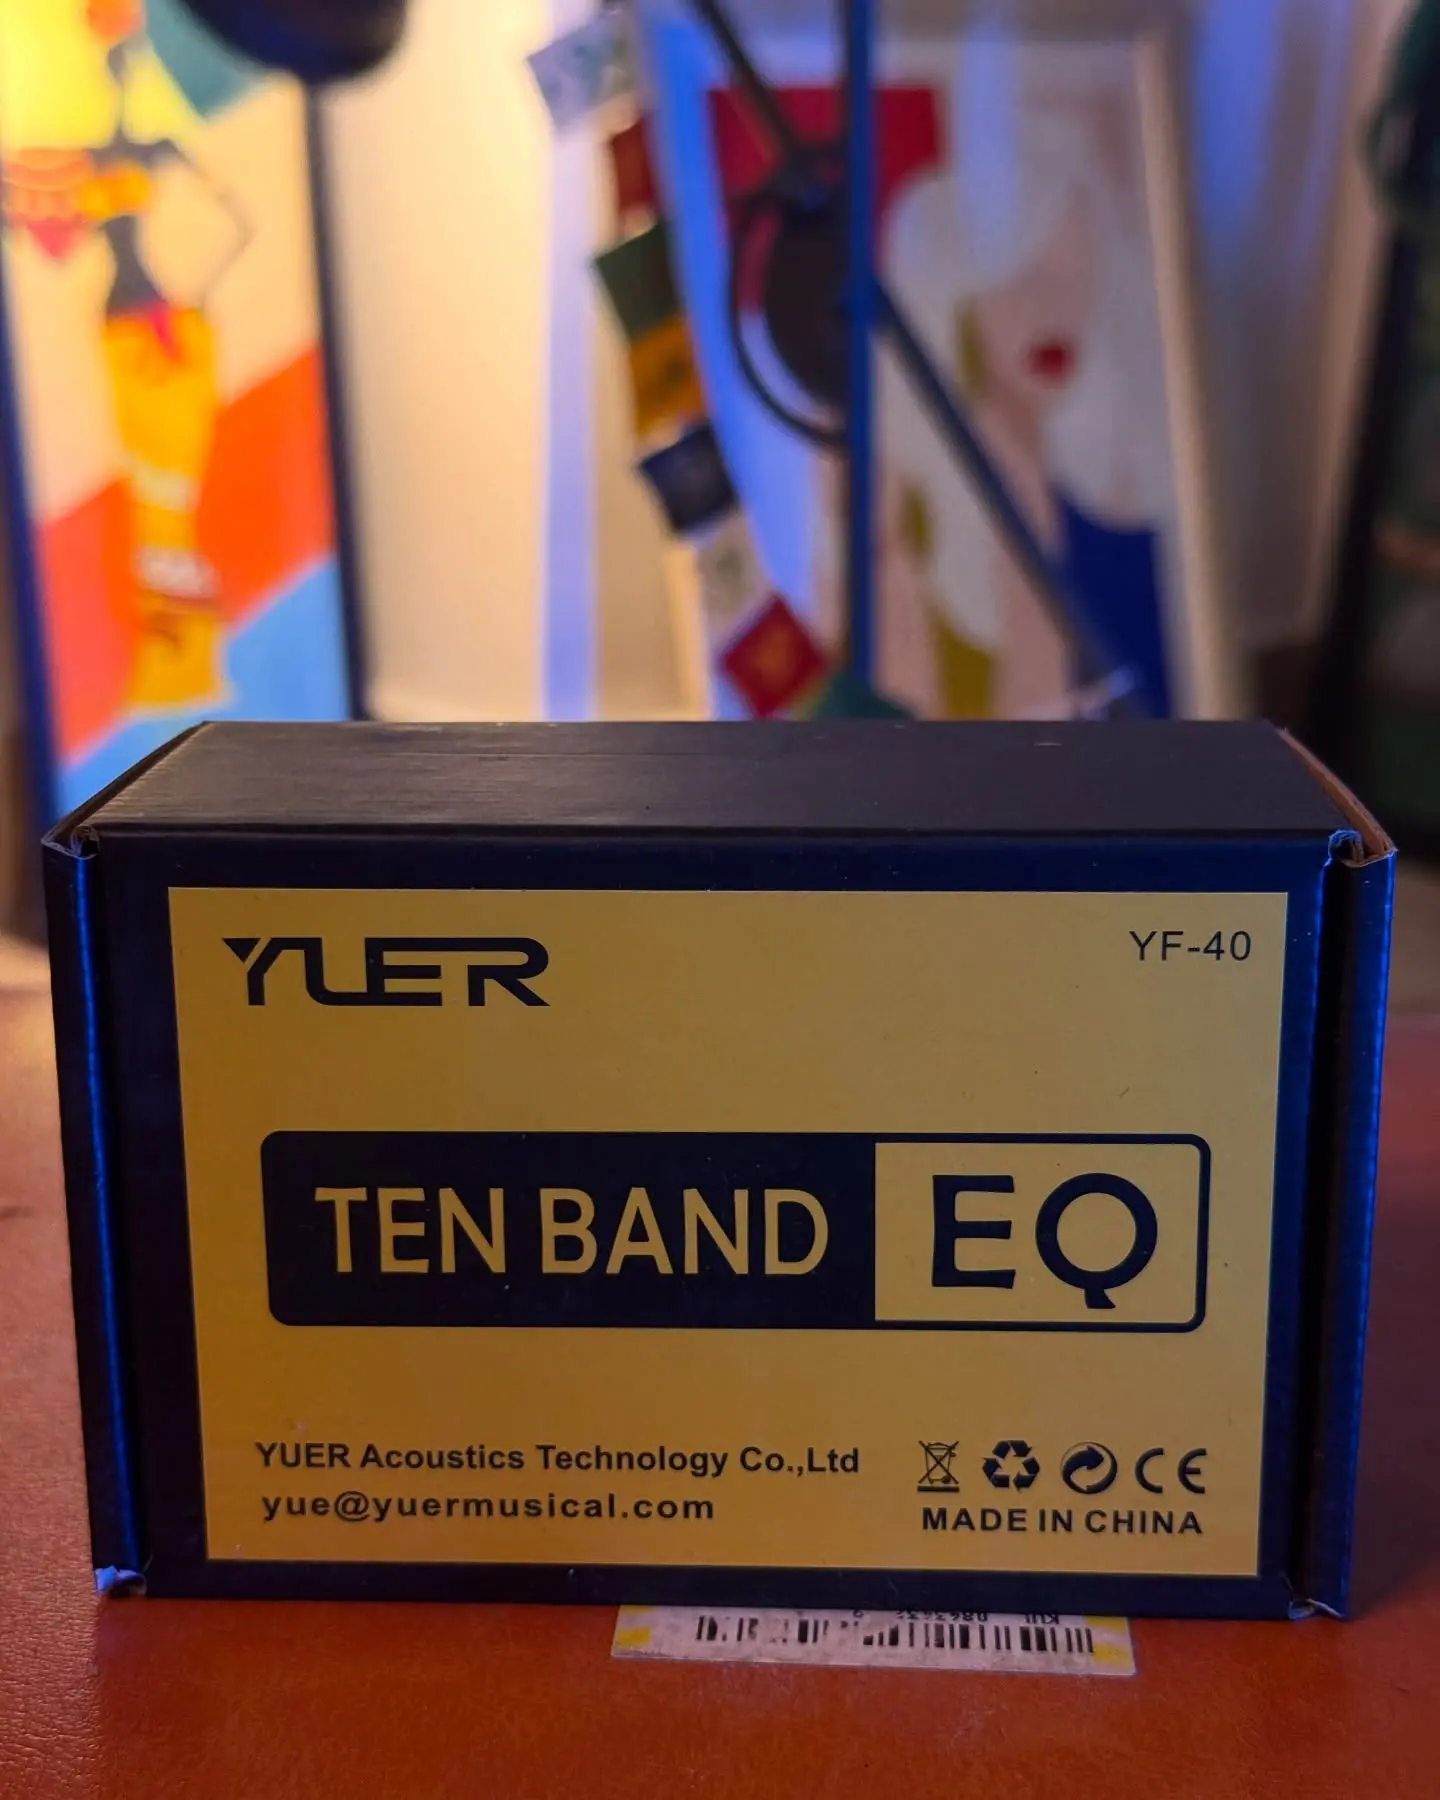 YUER
YF-40
TEN BAND EQ
YUER Acoustics Technology Co.,Ltd
yue@yuermusical.com
CE
MADE IN CHINA